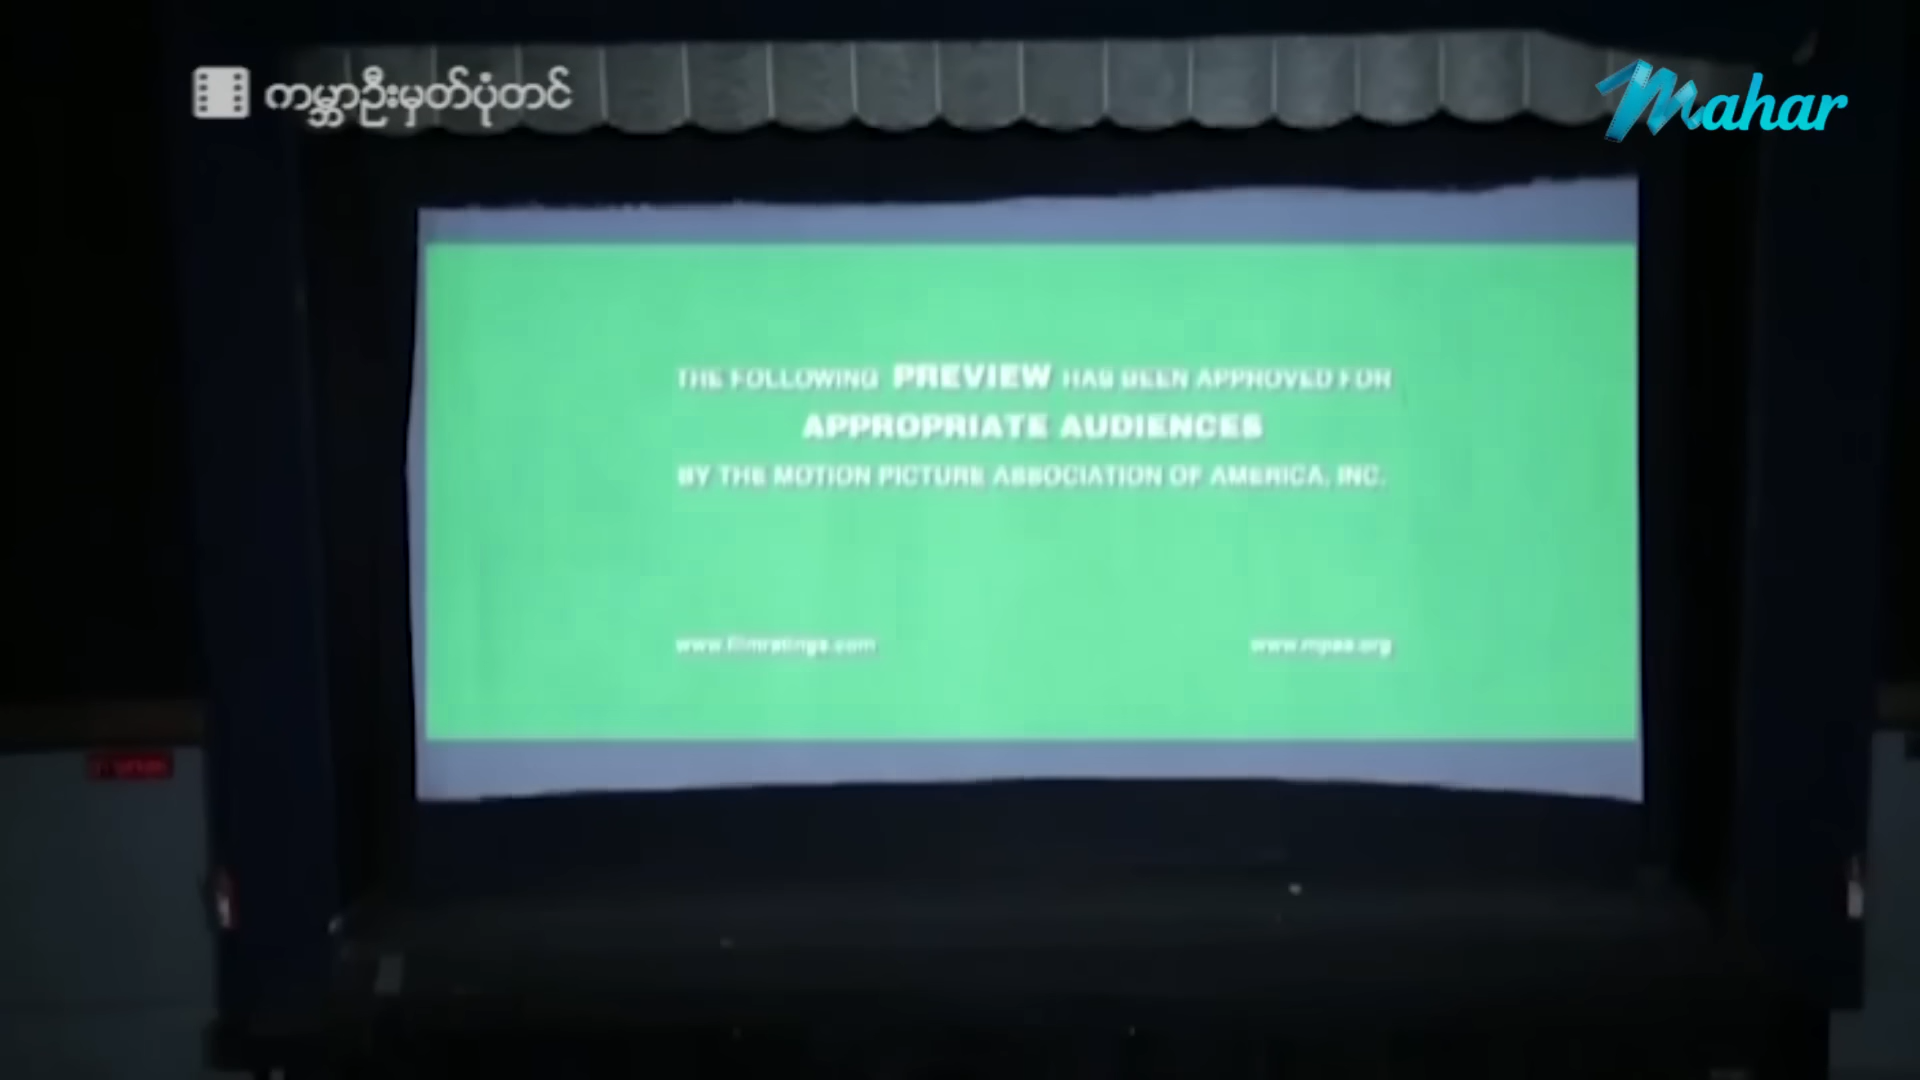 ကမ္ဘာဦးမှတ်ပုံတင်
Mahar
THE FOLLOWING PREVIEW HAS BEEN APPROVED FOR
APPROPRIATE AUDIENCES
BY THE MOTION PICTURE ASSOCIATION OF AMERICA, INC.
www.filmratings.com
www.mpaa.org